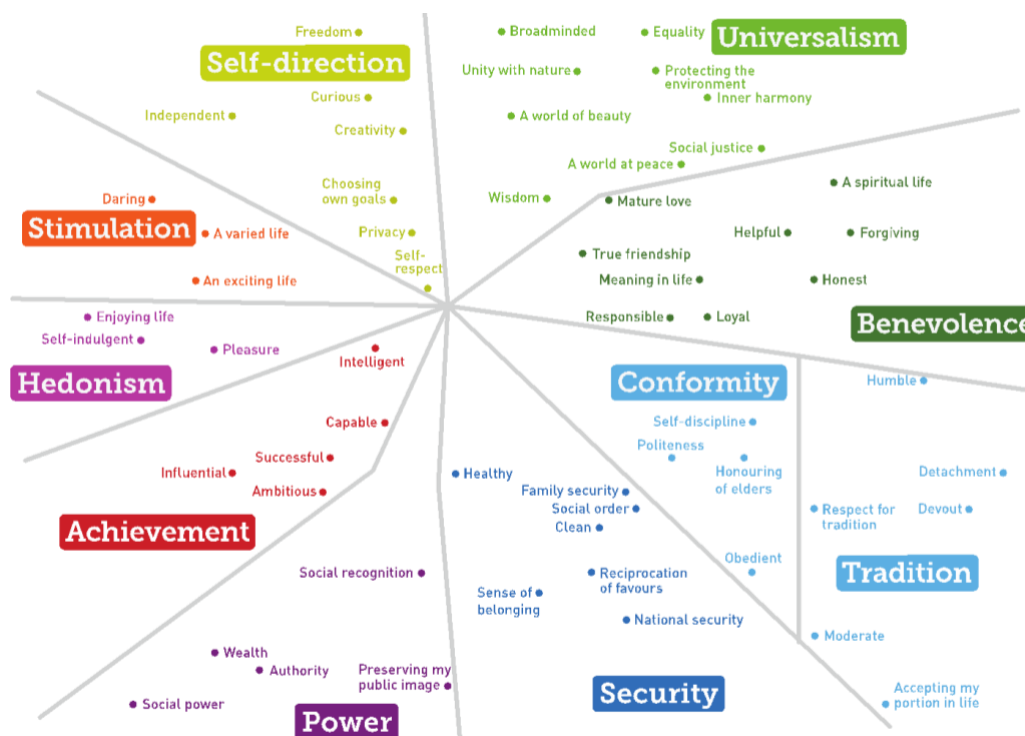 Freedom
Self-direction
Curious
Independent
Creativity
Choosing
own goals
Privacy
Self-
respect
Broadminded
Equality
Universalism
Unity with nature
Protecting the
environment
Inner harmony
A world of beauty
Social justice
A world at peace
Wisdom
Daring
Stimulation
A varied life
An exciting life
Mature love
A spiritual life
Helpful
Forgiving
True friendship
Meaning in life
Honest
Responsible
Loyal
Benevolence
Enjoying life
Self-indulgent
Pleasure
Hedonism
Intelligent
Capable
Successful
Influential
Ambitious
Achievement
Conformity
Self-discipline
Politeness
Honouring
of elders
Obedient
Humble
Detachment
Respect for
tradition
Devout
Tradition
Moderate
Accepting my
portion in life
Healthy
Family security
Social order
Clean
Reciprocation
of favours
Sense of
belonging
National security
Security
Social recognition
Wealth
Authority
Preserving my
public image
Social power
Power